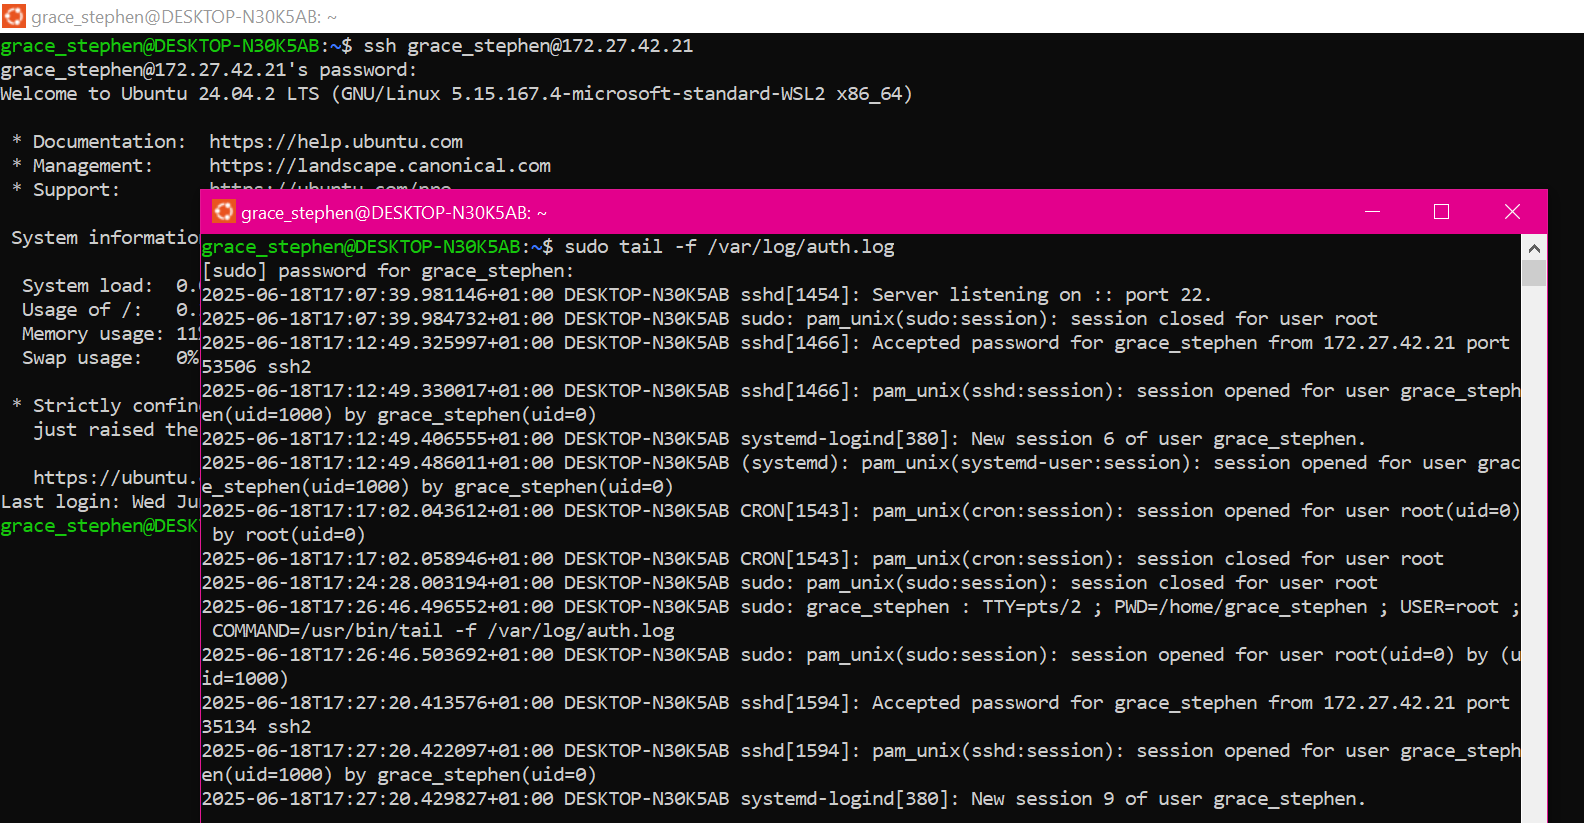 grace_stephen@DESKTOP-N30K5AB: ~
grace_stephen@DESKTOP-N30K5AB:~$ ssh grace_stephen@172.27.42.21
grace_stephen@172.27.42.21's password:
Welcome to Ubuntu 24.04.2 LTS (GNU/Linux 5.15.167.4-microsoft-standard-WSL2 x86_64)
* Documentation:  https://help.ubuntu.com
* Management:     https://landscape.canonical.com
* Support:        https://ubuntu.com/pro
System informatio
System load:  0.
Usage of /:   0.
Memory usage: 11%
Swap usage:   0%
* Strictly confin
just raised the
https://ubuntu.
Last login: Wed Ju
grace_stephen@DESK
grace_stephen@DESKTOP-N30K5AB: ~
grace_stephen@DESKTOP-N30K5AB:~$ sudo tail -f /var/log/auth.log
[sudo] password for grace_stephen:
2025-06-18T17:07:39.981146+01:00 DESKTOP-N30K5AB sshd[1454]: Server listening on :: port 22.
2025-06-18T17:07:39.984732+01:00 DESKTOP-N30K5AB sudo: pam_unix(sudo:session): session closed for user root
2025-06-18T17:12:49.325997+01:00 DESKTOP-N30K5AB sshd[1466]: Accepted password for grace_stephen from 172.27.42.21 port
53506 ssh2
2025-06-18T17:12:49.330017+01:00 DESKTOP-N30K5AB sshd[1466]: pam_unix(sshd:session): session opened for user grace_steph
en(uid=1000) by grace_stephen(uid=0)
2025-06-18T17:12:49.406555+01:00 DESKTOP-N30K5AB systemd-logind[380]: New session 6 of user grace_stephen.
2025-06-18T17:12:49.486011+01:00 DESKTOP-N30K5AB (systemd): pam_unix(systemd-user:session): session opened for user grac
e_stephen(uid=1000) by grace_stephen(uid=0)
2025-06-18T17:17:02.043612+01:00 DESKTOP-N30K5AB CRON[1543]: pam_unix(cron:session): session opened for user root(uid=0)
by root(uid=0)
2025-06-18T17:17:02.058946+01:00 DESKTOP-N30K5AB CRON[1543]: pam_unix(cron:session): session closed for user root
2025-06-18T17:24:28.003194+01:00 DESKTOP-N30K5AB sudo: pam_unix(sudo:session): session closed for user root
2025-06-18T17:26:46.496552+01:00 DESKTOP-N30K5AB sudo: grace_stephen : TTY=pts/2 ; PWD=/home/grace_stephen ; USER=root ;
COMMAND=/usr/bin/tail -f /var/log/auth.log
2025-06-18T17:26:46.503692+01:00 DESKTOP-N30K5AB sudo: pam_unix(sudo:session): session opened for user root(uid=0) by (u
id=1000)
2025-06-18T17:27:20.413576+01:00 DESKTOP-N30K5AB sshd[1594]: Accepted password for grace_stephen from 172.27.42.21 port
35134 ssh2
2025-06-18T17:27:20.422097+01:00 DESKTOP-N30K5AB sshd[1594]: pam_unix(sshd:session): session opened for user grace_steph
en(uid=1000) by grace_stephen(uid=0)
2025-06-18T17:27:20.429827+01:00 DESKTOP-N30K5AB systemd-logind[380]: New session 9 of user grace_stephen.